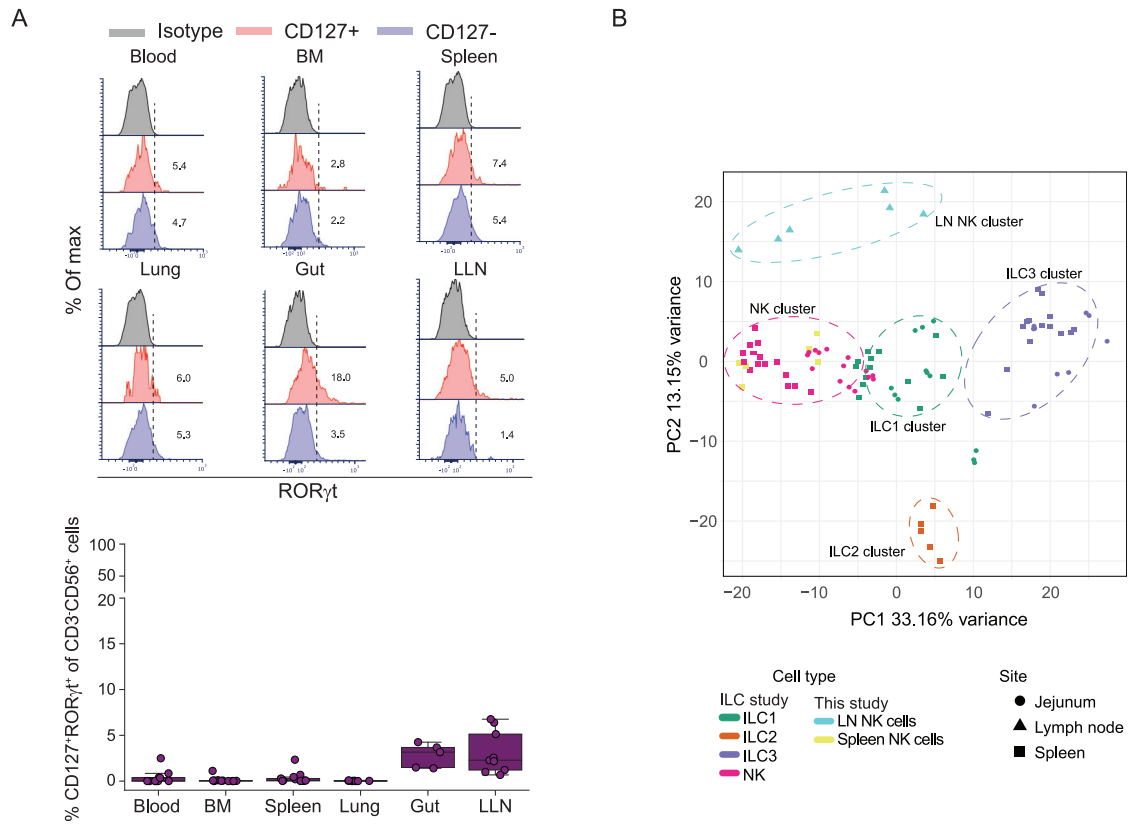 A
Isotype CD127+ CD127-
Blood BM Spleen
5.4
4.7
2.8
2.2
7.4
5.4
Lung Gut LLN
6.0
5.3
18.0
3.5
5.0
1.4
% Of max
RORγt
% CD127⁺RORγt⁺ of CD3⁻CD56⁺ cells
100
80
60
20
15
10
5
0
Blood BM Spleen Lung Gut LLN
B
LN NK cluster
ILC3 cluster
NK cluster
ILC1 cluster
ILC2 cluster
PC2 13.15% variance
20
10
0
−10
−20
−20 −10 0 10 20
PC1 33.16% variance
Cell type
ILC study
ILC1
ILC2
ILC3
NK
This study
LN NK cells
Spleen NK cells
Site
Jejunum
Lymph node
Spleen